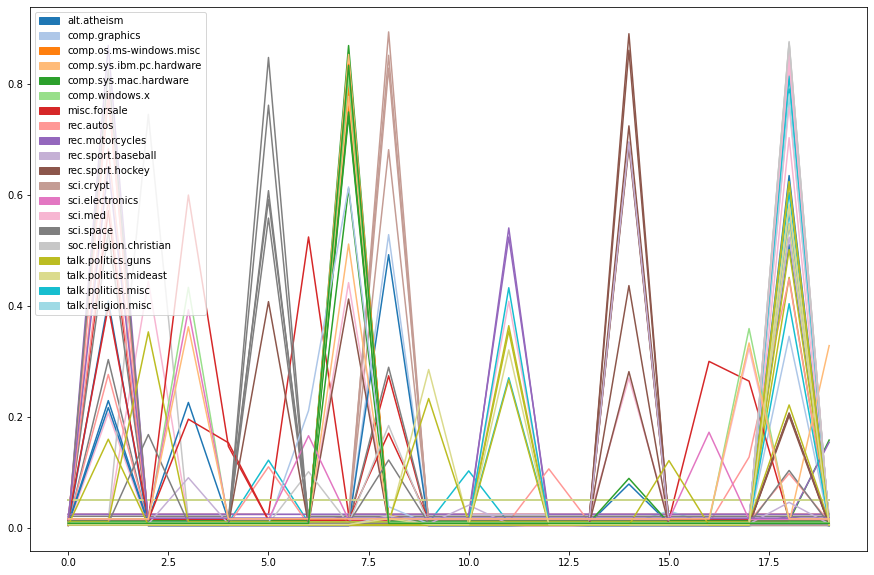 alt.atheism
comp.graphics
comp.os.ms-windows.misc
comp.sys.ibm.pc.hardware
comp.sys.mac.hardware
comp.windows.x
misc.forsale
rec.autos
rec.motorcycles
rec.sport.baseball
rec.sport.hockey
sci.crypt
sci.electronics
sci.med
sci.space
soc.religion.christian
talk.politics.guns
talk.politics.mideast
talk.politics.misc
talk.religion.misc
0.8
0.6
0.4
0.2
0.0
0.0 2.5 5.0 7.5 10.0 12.5 15.0 17.5